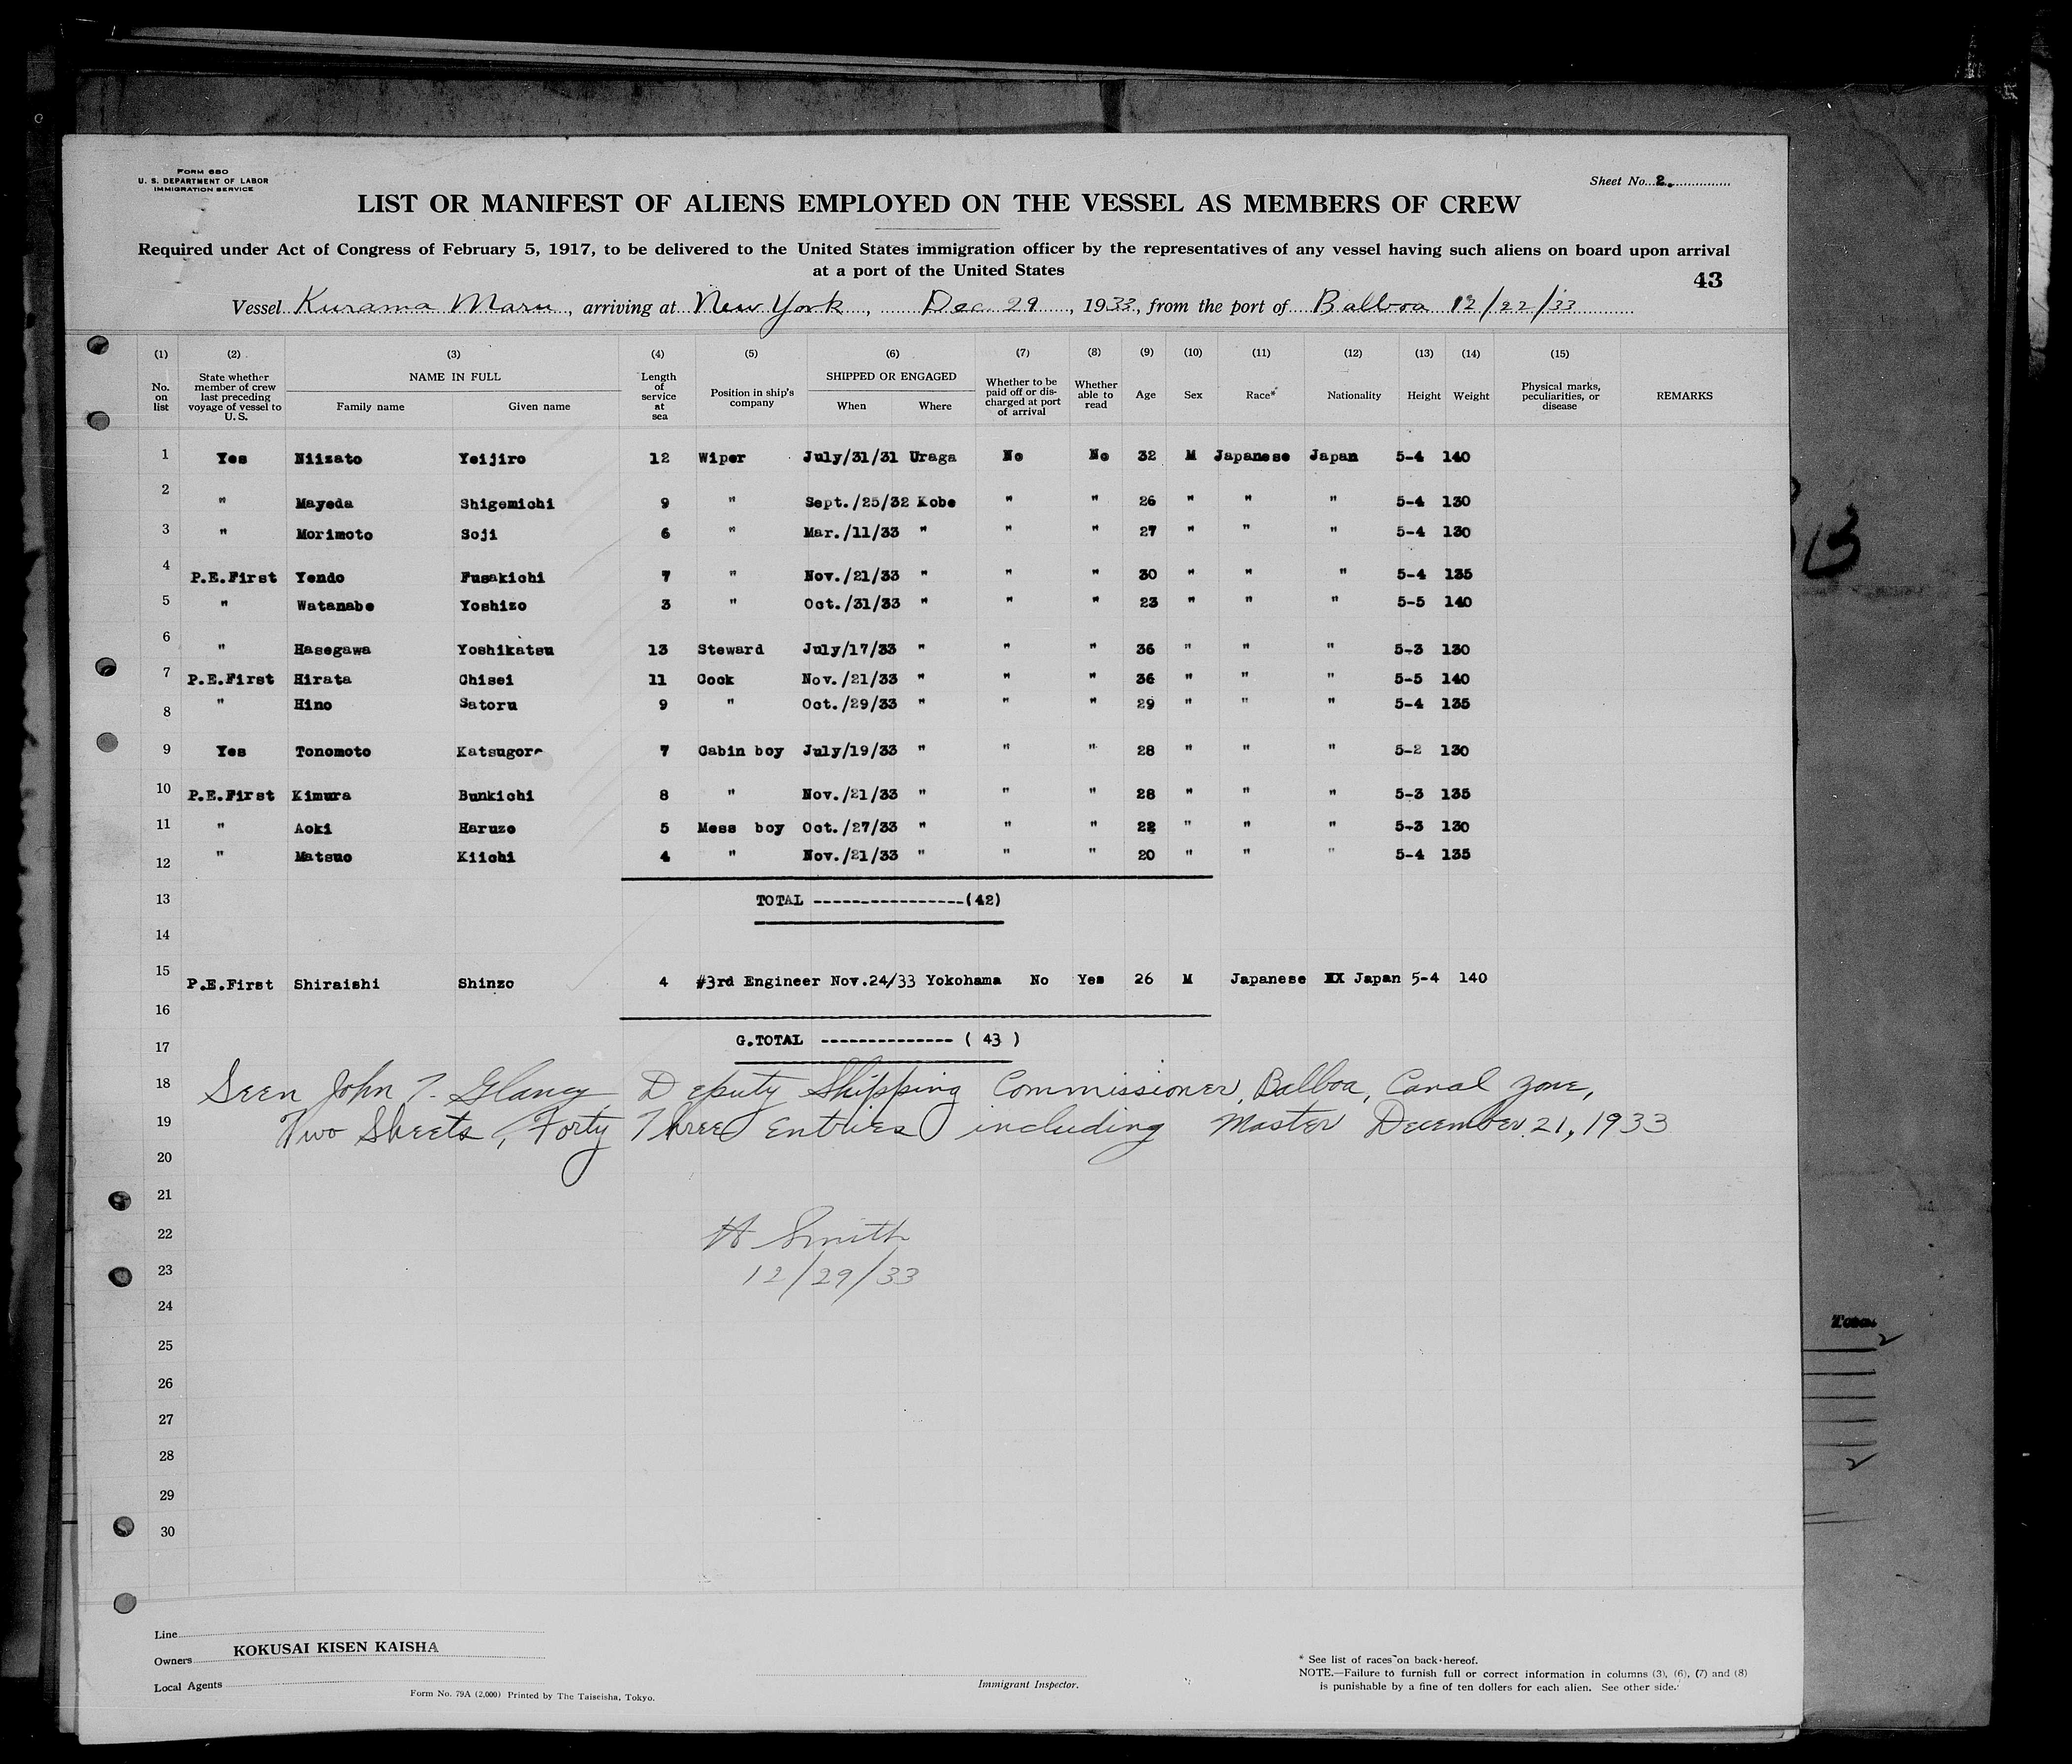 FORM 680
U. S. DEPARTMENT OF LABOR
IMMIGRATION SERVICE
Sheet No. 2.
LIST OR MANIFEST OF ALIENS EMPLOYED ON THE VESSEL AS MEMBERS OF CREW
Required under Act of Congress of February 5, 1917, to be delivered to the United States immigration officer by the representatives of any vessel having such aliens on board upon arrival
at a port of the United States
43
Vessel Kurama Maru, arriving at New York, Dec. 29, 1933, from the port of Balboa 12/22/33
(1) (2) (3) (4) (5) (6) (7) (8) (9) (10) (11) (12) (13) (14) (15)
No. on list State whether member of crew last preceding voyage of vessel to U. S. NAME IN FULL Family name Given name Length of service at sea Position in ship's company SHIPPED OR ENGAGED When Where Whether to be paid off or discharged at port of arrival Whether able to read Age Sex Race* Nationality Height Weight Physical marks, peculiarities, or disease REMARKS
1 Yes Niizato Yeijiro 12 Wiper July/31/31 Uraga No No 32 M Japanese Japan 5-4 140
2 " Mayeda Shigemichi 9 " Sept./25/32 Kobe " " 26 " " " 5-4 130
3 " Morimoto Soji 6 " Mar./11/33 " " " 27 " " " 5-4 130
4 P.E.First Yendo Fusakichi 7 " Nov./21/33 " " " 30 " " " 5-4 135
5 " Watanabe Yoshizo 3 " Oct./31/33 " " " 23 " " " 5-5 140
6 " Hasegawa Yoshikatsu 13 Steward July/17/33 " " " 36 " " " 5-3 130
7 P.E.First Hirata Chisei 11 Cook Nov./21/33 " " " 36 " " " 5-5 140
8 " Hino Satoru 9 " Oct./29/33 " " " 29 " " " 5-4 135
9 Yes Tonomoto Katsugoro 7 Cabin boy July/19/33 " " " 28 " " " 5-2 130
10 P.E.First Kimura Bunkichi 8 " Nov./21/33 " " " 28 " " " 5-3 135
11 " Aoki Haruzo 5 Mess boy Oct./27/33 " " " 22 " " " 5-3 130
12 " Matsuo Kiichi 4 " Nov./21/33 " " " 20 " " " 5-4 135
13 TOTAL -----------------(42)
14
15 P.E.First Shiraishi Shinzo 4 #3rd Engineer Nov.24/33 Yokohama No Yes 26 M Japanese XX Japan 5-4 140
16
17 G.TOTAL -------------- ( 43 )
18 Seen John T. Glancy Deputy Shipping Commissioner, Balboa, Canal Zone,
19 Two Sheets, Forty Three Entries including Master December 21, 1933
20
21
22 H Smith
23 12/29/33
24
25
26
27
28
29
30
Line
Owners KOKUSAI KISEN KAISHA
Local Agents
Form No. 79A (2,000) Printed by The Taiseisha, Tokyo.
Immigrant Inspector.
* See list of races on back hereof.
NOTE.—Failure to furnish full or correct information in columns (3), (6), (7) and (8)
is punishable by a fine of ten dollars for each alien. See other side.